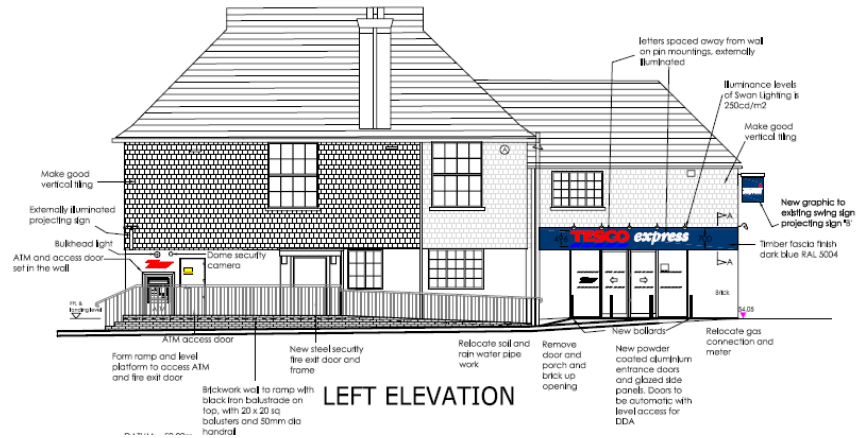 letters spaced away from wall
on pin mountings, externally
illuminated
Illuminance levels
of Swan Lighting is
250cd/m2
Make good
vertical tiling
Make good
vertical tiling
Externally illuminated
projecting sign
Bulkhead light
ATM and access door
set in the wall
Dome security
camera
New graphic to
existing swing sign
projecting sign "B"
TESCO express
Timber fascia finish
dark blue RAL 5004
A
A
Brick
54.05
FFL &
landing level
ATM
ATM access door
Form ramp and level
platform to access ATM
and fire exit door
Brickwork wall to ramp with
black iron balustrade on
top, with 20 x 20 sq
balusters and 50mm dia
handrail
New steel security
fire exit door and
frame
Relocate soil and
rain water pipe
work
Remove
door and
porch and
brick up
opening
New bollards
New powder
coated aluminium
entrance doors
and glazed side
panels. Doors to
be automatic with
level access for
DDA
Relocate gas
connection and
meter
LEFT ELEVATION